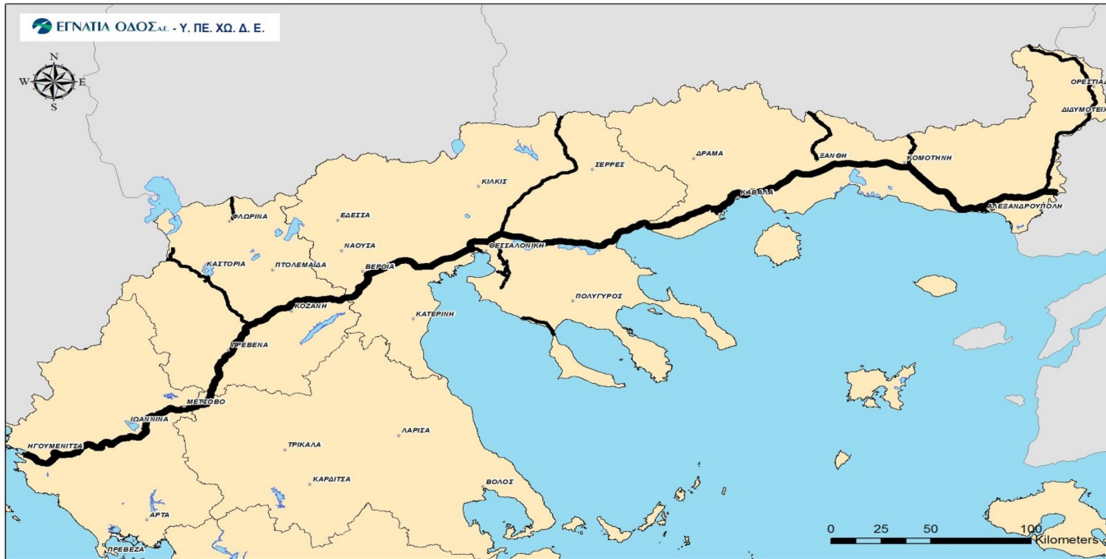 ΕΓΝΑΤΙΑ ΟΔΟΣ Α.Ε. - Υ. ΠΕ. ΧΩ. Δ. Ε.
N
W E
S
ΟΡΕΣΤΙΑΔ
ΔΙΔΥΜΟΤΕΙΧ
ΔΡΑΜΑ
ΞΑΝΘΗ
ΚΟΜΟΤΗΝΗ
ΣΕΡΡΕΣ
ΚΙΛΚΙΣ
ΚΑΒΑΛΑ
ΑΛΕΞΑΝΔΡΟΥΠΟΛΗ
ΦΛΩΡΙΝΑ
ΕΔΕΣΣΑ
ΝΑΟΥΣΑ
ΘΕΣΣΑΛΟΝΙΚΗ
ΚΑΣΤΟΡΙΑ
ΠΤΟΛΕΜΑΙΔΑ
ΒΕΡΟΙΑ
ΠΟΛΥΓΥΡΟΣ
ΚΟΖΑΝΗ
ΚΑΤΕΡΙΝΗ
ΓΡΕΒΕΝΑ
ΜΕΤΣΟΒΟ
ΙΩΑΝΝΙΝΑ
ΗΓΟΥΜΕΝΙΤΣΑ
ΛΑΡΙΣΑ
ΤΡΙΚΑΛΑ
ΚΑΡΔΙΤΣΑ
ΒΟΛΟΣ
ΑΡΤΑ
ΠΡΕΒΕΖΑ
0 25 50 100
Kilometers